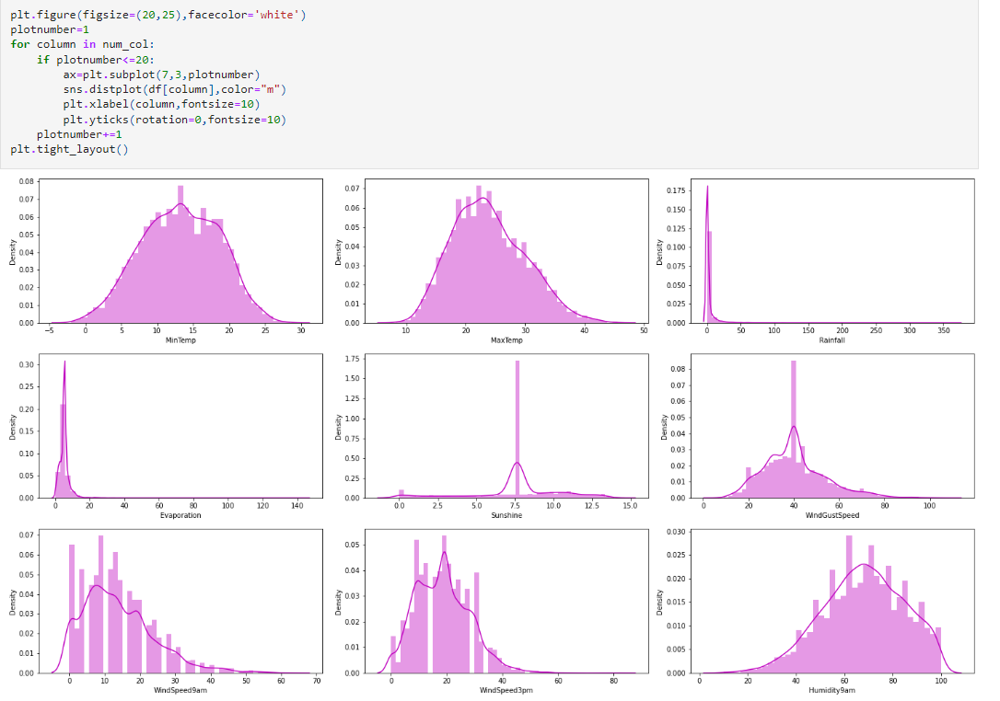 plt.figure(figsize=(20,25),facecolor='white')
plotnumber=1
for column in num_col:
    if plotnumber<=20:
        ax=plt.subplot(7,3,plotnumber)
        sns.distplot(df[column],color="m")
        plt.xlabel(column,fontsize=10)
        plt.yticks(rotation=0,fontsize=10)
    plotnumber+=1
plt.tight_layout()
0.08
0.07
0.06
0.05
0.04
0.03
0.02
0.01
0.00
Density
−5 0 5 10 15 20 25 30
MinTemp
0.07
0.06
0.05
0.04
0.03
0.02
0.01
0.00
Density
10 20 30 40 50
MaxTemp
0.175
0.150
0.125
0.100
0.075
0.050
0.025
0.000
Density
0 50 100 150 200 250 300 350
Rainfall
0.30
0.25
0.20
0.15
0.10
0.05
0.00
Density
0 20 40 60 80 100 120 140
Evaporation
1.75
1.50
1.25
1.00
0.75
0.50
0.25
0.00
Density
0.0 2.5 5.0 7.5 10.0 12.5 15.0
Sunshine
0.08
0.07
0.06
0.05
0.04
0.03
0.02
0.01
0.00
Density
0 20 40 60 80 100
WindGustSpeed
0.07
0.06
0.05
0.04
0.03
0.02
0.01
0.00
Density
0 10 20 30 40 50 60 70
WindSpeed9am
0.05
0.04
0.03
0.02
0.01
0.00
Density
0 20 40 60 80
WindSpeed3pm
0.030
0.025
0.020
0.015
0.010
0.005
0.000
Density
0 20 40 60 80 100
Humidity9am